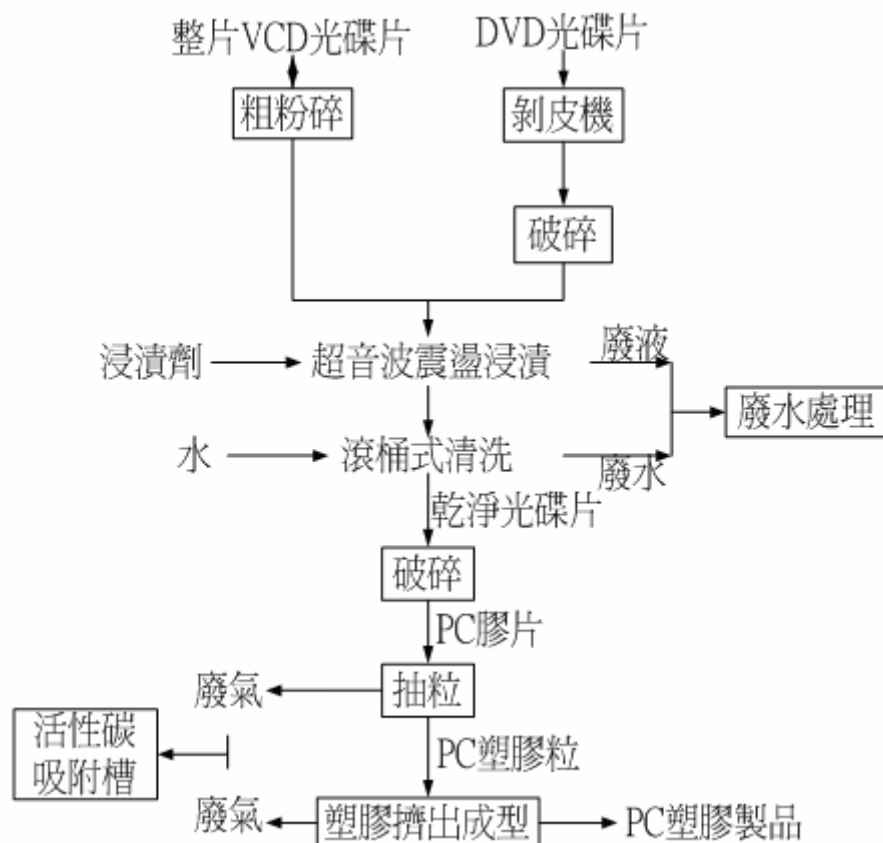 整片VCD光碟片
DVD光碟片
粗粉碎
剝皮機
破碎
浸漬劑
超音波震盪浸漬
廢液
廢水處理
水
滾桶式清洗
廢水
乾淨光碟片
破碎
PC膠片
廢氣
抽粒
活性碳
吸附槽
PC塑膠粒
廢氣
塑膠擠出成型
PC塑膠製品